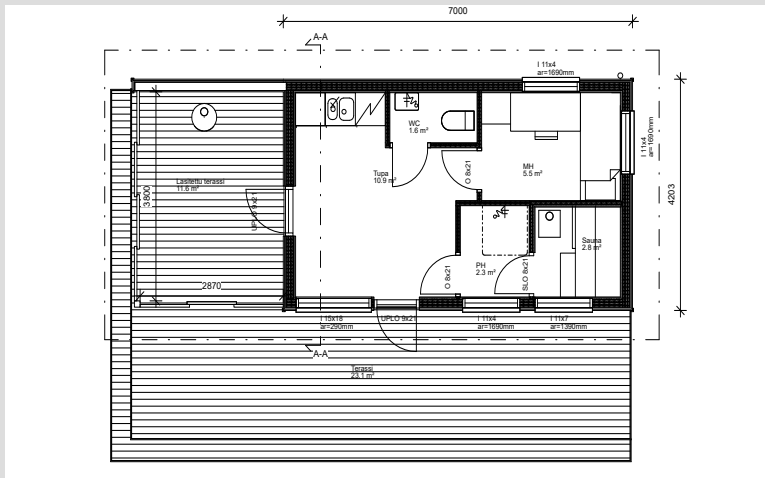 7000
A-A
I 11x4
ar=1690mm
WC
1.6 m²
I 11x4
ar=1690mm
O 8x21
MH
5.5 m²
Tupa
10.9 m²
Lasitettu terassi
11.6 m²
3800
UPLO 9x21
4203
Sauna
2.8 m²
PH
2.3 m²
O 8x21
SLO 8x21
2870
I 15x18
ar=290mm
UPLO 9x21
I 11x4
ar=1690mm
I 11x7
ar=1390mm
A-A
Terassi
23.1 m²